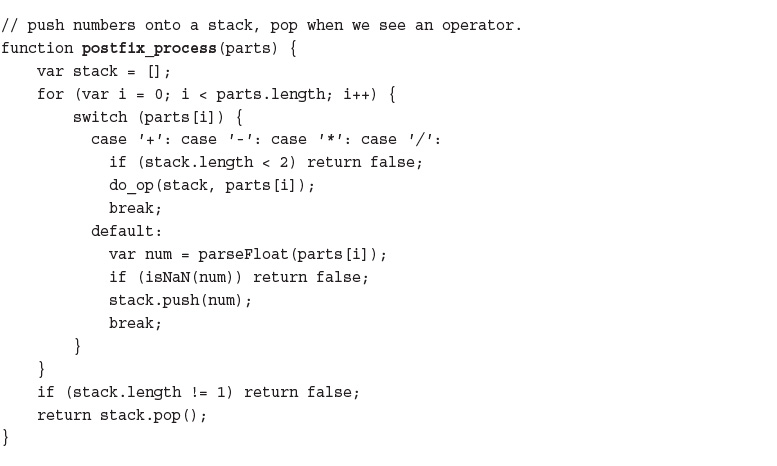 // push numbers onto a stack, pop when we see an operator.
function postfix_process(parts) {
    var stack = [];
    for (var i = 0; i < parts.length; i++) {
        switch (parts[i]) {
          case '+': case '-': case '*': case '/':
            if (stack.length < 2) return false;
            do_op(stack, parts[i]);
            break;
          default:
            var num = parseFloat(parts[i]);
            if (isNaN(num)) return false;
            stack.push(num);
            break;
        }
    }
    if (stack.length != 1) return false;
    return stack.pop();
}